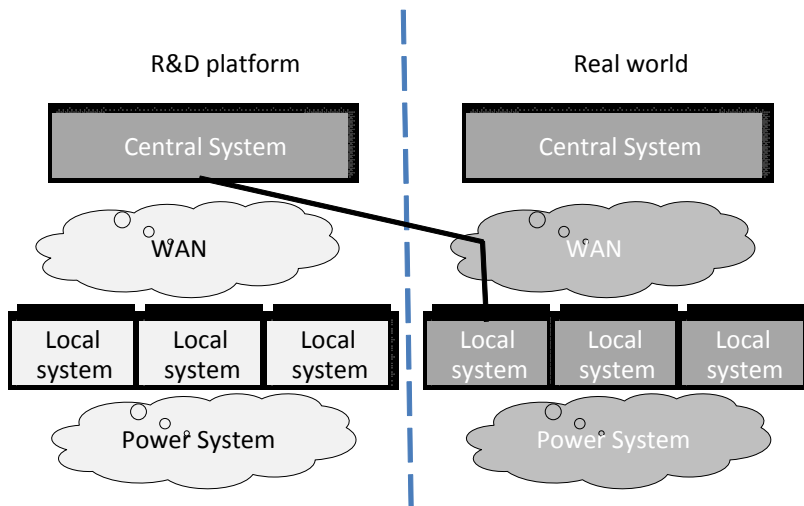 R&D platform
Real world
Central System
Central System
WAN
WAN
Local
system
Local
system
Local
system
Local
system
Local
system
Local
system
Power System
Power System